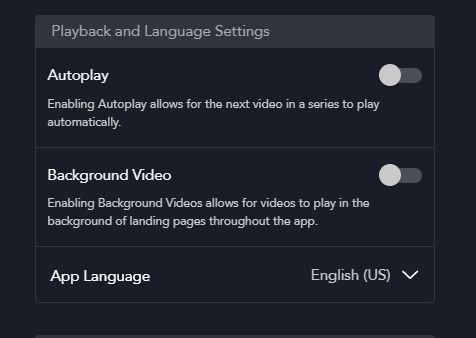 Playback and Language Settings
Autoplay
Enabling Autoplay allows for the next video in a series to play
automatically.
Background Video
Enabling Background Videos allows for videos to play in the
background of landing pages throughout the app.
App Language
English (US)